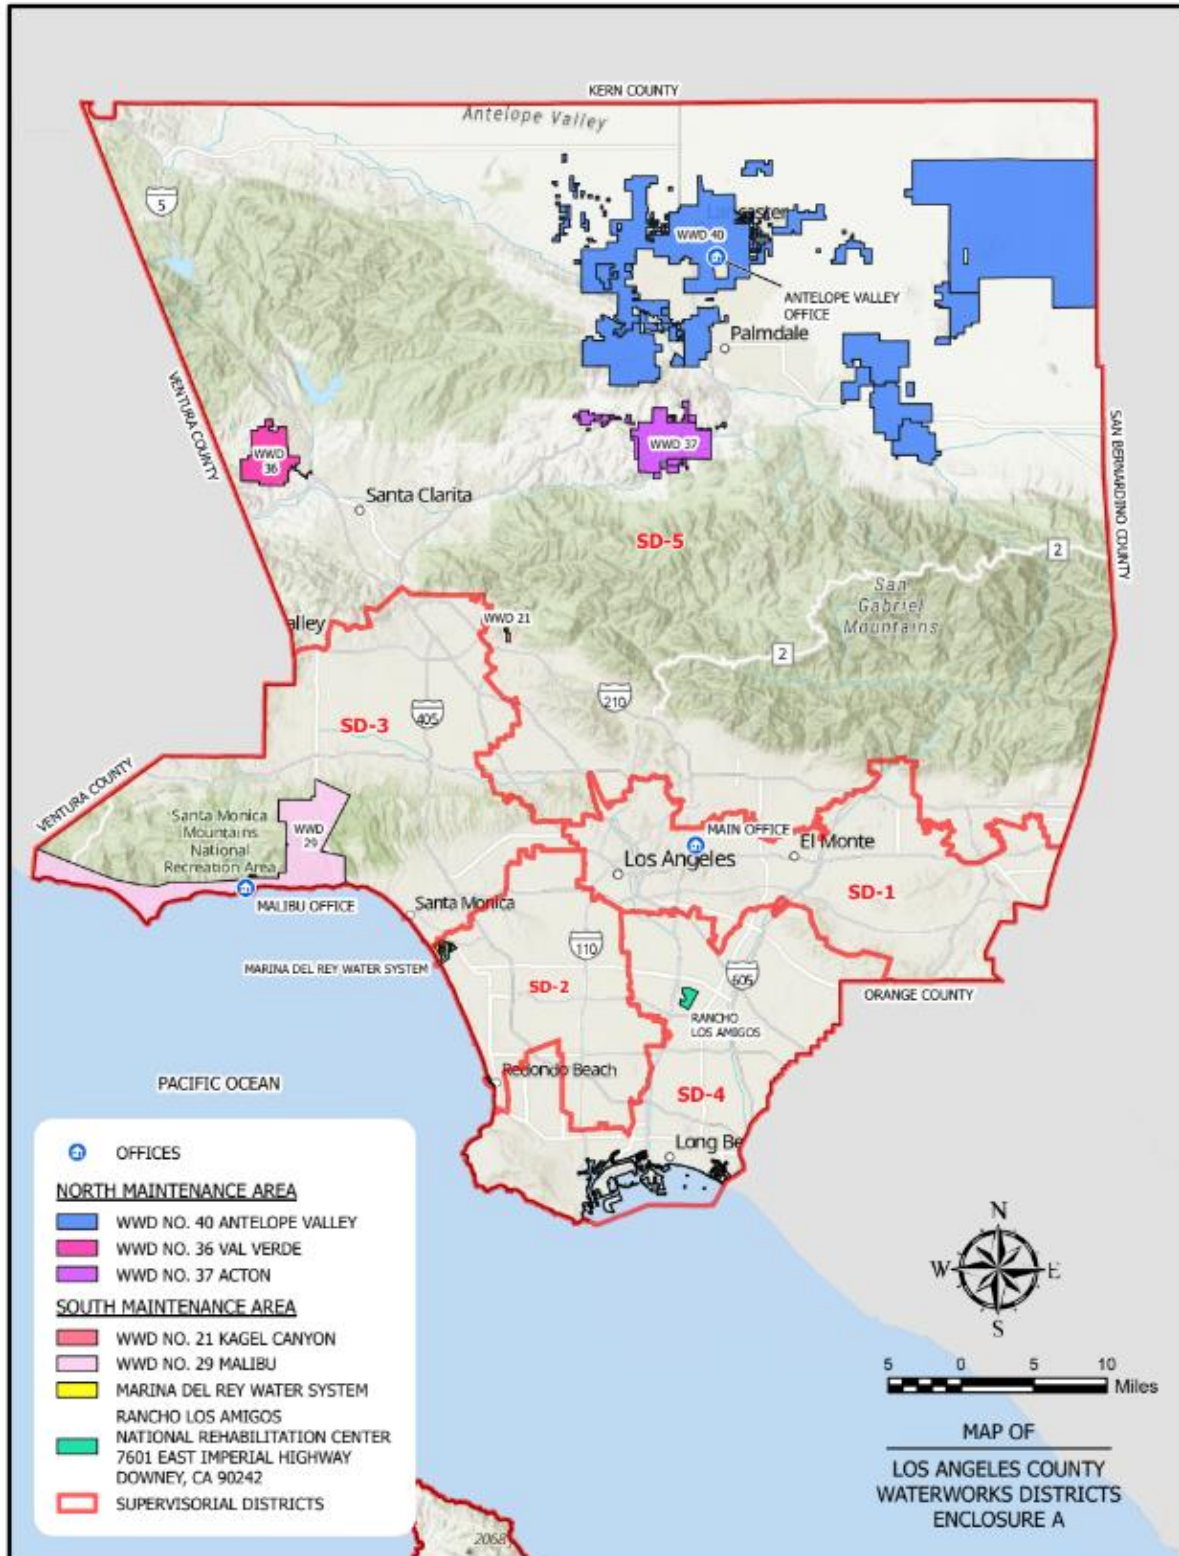 KERN COUNTY
Antelope Valley
5
Lancaster
WWD 40
ANTELOPE VALLEY
OFFICE
Palmdale
VENTURA COUNTY
SAN BERNARDINO COUNTY
WWD
36
WWD 37
Santa Clarita
SD-5
2
San
Gabriel
Mountains
WWD 21
alley
2
210
SD-3
405
VENTURA COUNTY
Santa Monica
Mountains
National
Recreation Area
WWD
29
MAIN OFFICE
El Monte
Los Angeles
SD-1
MALIBU OFFICE
Santa Monica
110
MARINA DEL REY WATER SYSTEM
605
SD-2
ORANGE COUNTY
RANCHO
LOS AMIGOS
Redondo Beach
PACIFIC OCEAN
SD-4
Long Be
OFFICES
NORTH MAINTENANCE AREA
WWD NO. 40 ANTELOPE VALLEY
WWD NO. 36 VAL VERDE
WWD NO. 37 ACTON
SOUTH MAINTENANCE AREA
WWD NO. 21 KAGEL CANYON
WWD NO. 29 MALIBU
MARINA DEL REY WATER SYSTEM
RANCHO LOS AMIGOS
NATIONAL REHABILITATION CENTER
7601 EAST IMPERIAL HIGHWAY
DOWNEY, CA 90242
SUPERVISORIAL DISTRICTS
2068
N
W E
S
5 0 5 10
Miles
MAP OF
LOS ANGELES COUNTY
WATERWORKS DISTRICTS
ENCLOSURE A